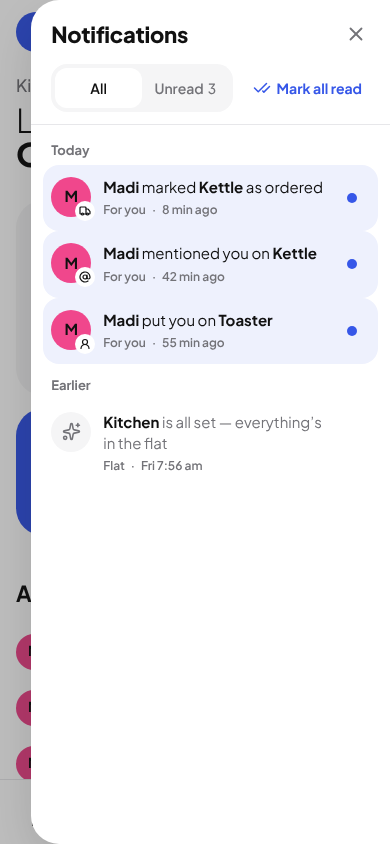 Notifications
All
Unread 3
Mark all read
Today
M
Madi marked Kettle as ordered
For you · 8 min ago
M
Madi mentioned you on Kettle
For you · 42 min ago
M
Madi put you on Toaster
For you · 55 min ago
Earlier
Kitchen is all set — everything's
in the flat
Flat · Fri 7:56 am
Ki
L
A